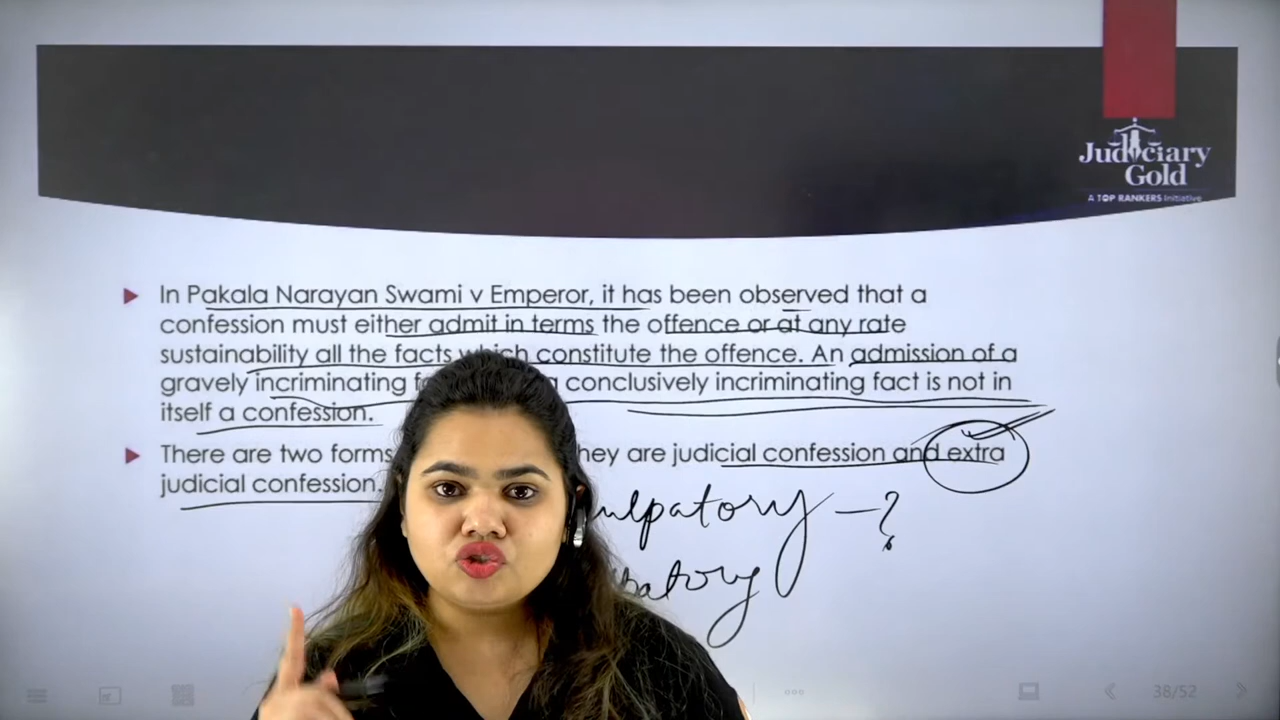 Judiciary
Gold
A TOP RANKERS Initiative
In Pakala Narayan Swami v Emperor, it has been observed that a
confession must either admit in terms the offence or at any rate
sustainability all the facts which constitute the offence. An admission of a
gravely incriminating conclusively incriminating fact is not in
itself a confession.
There are two forms they are judicial confession and extra
judicial confession.
ulpatory - ?
patory
38/52